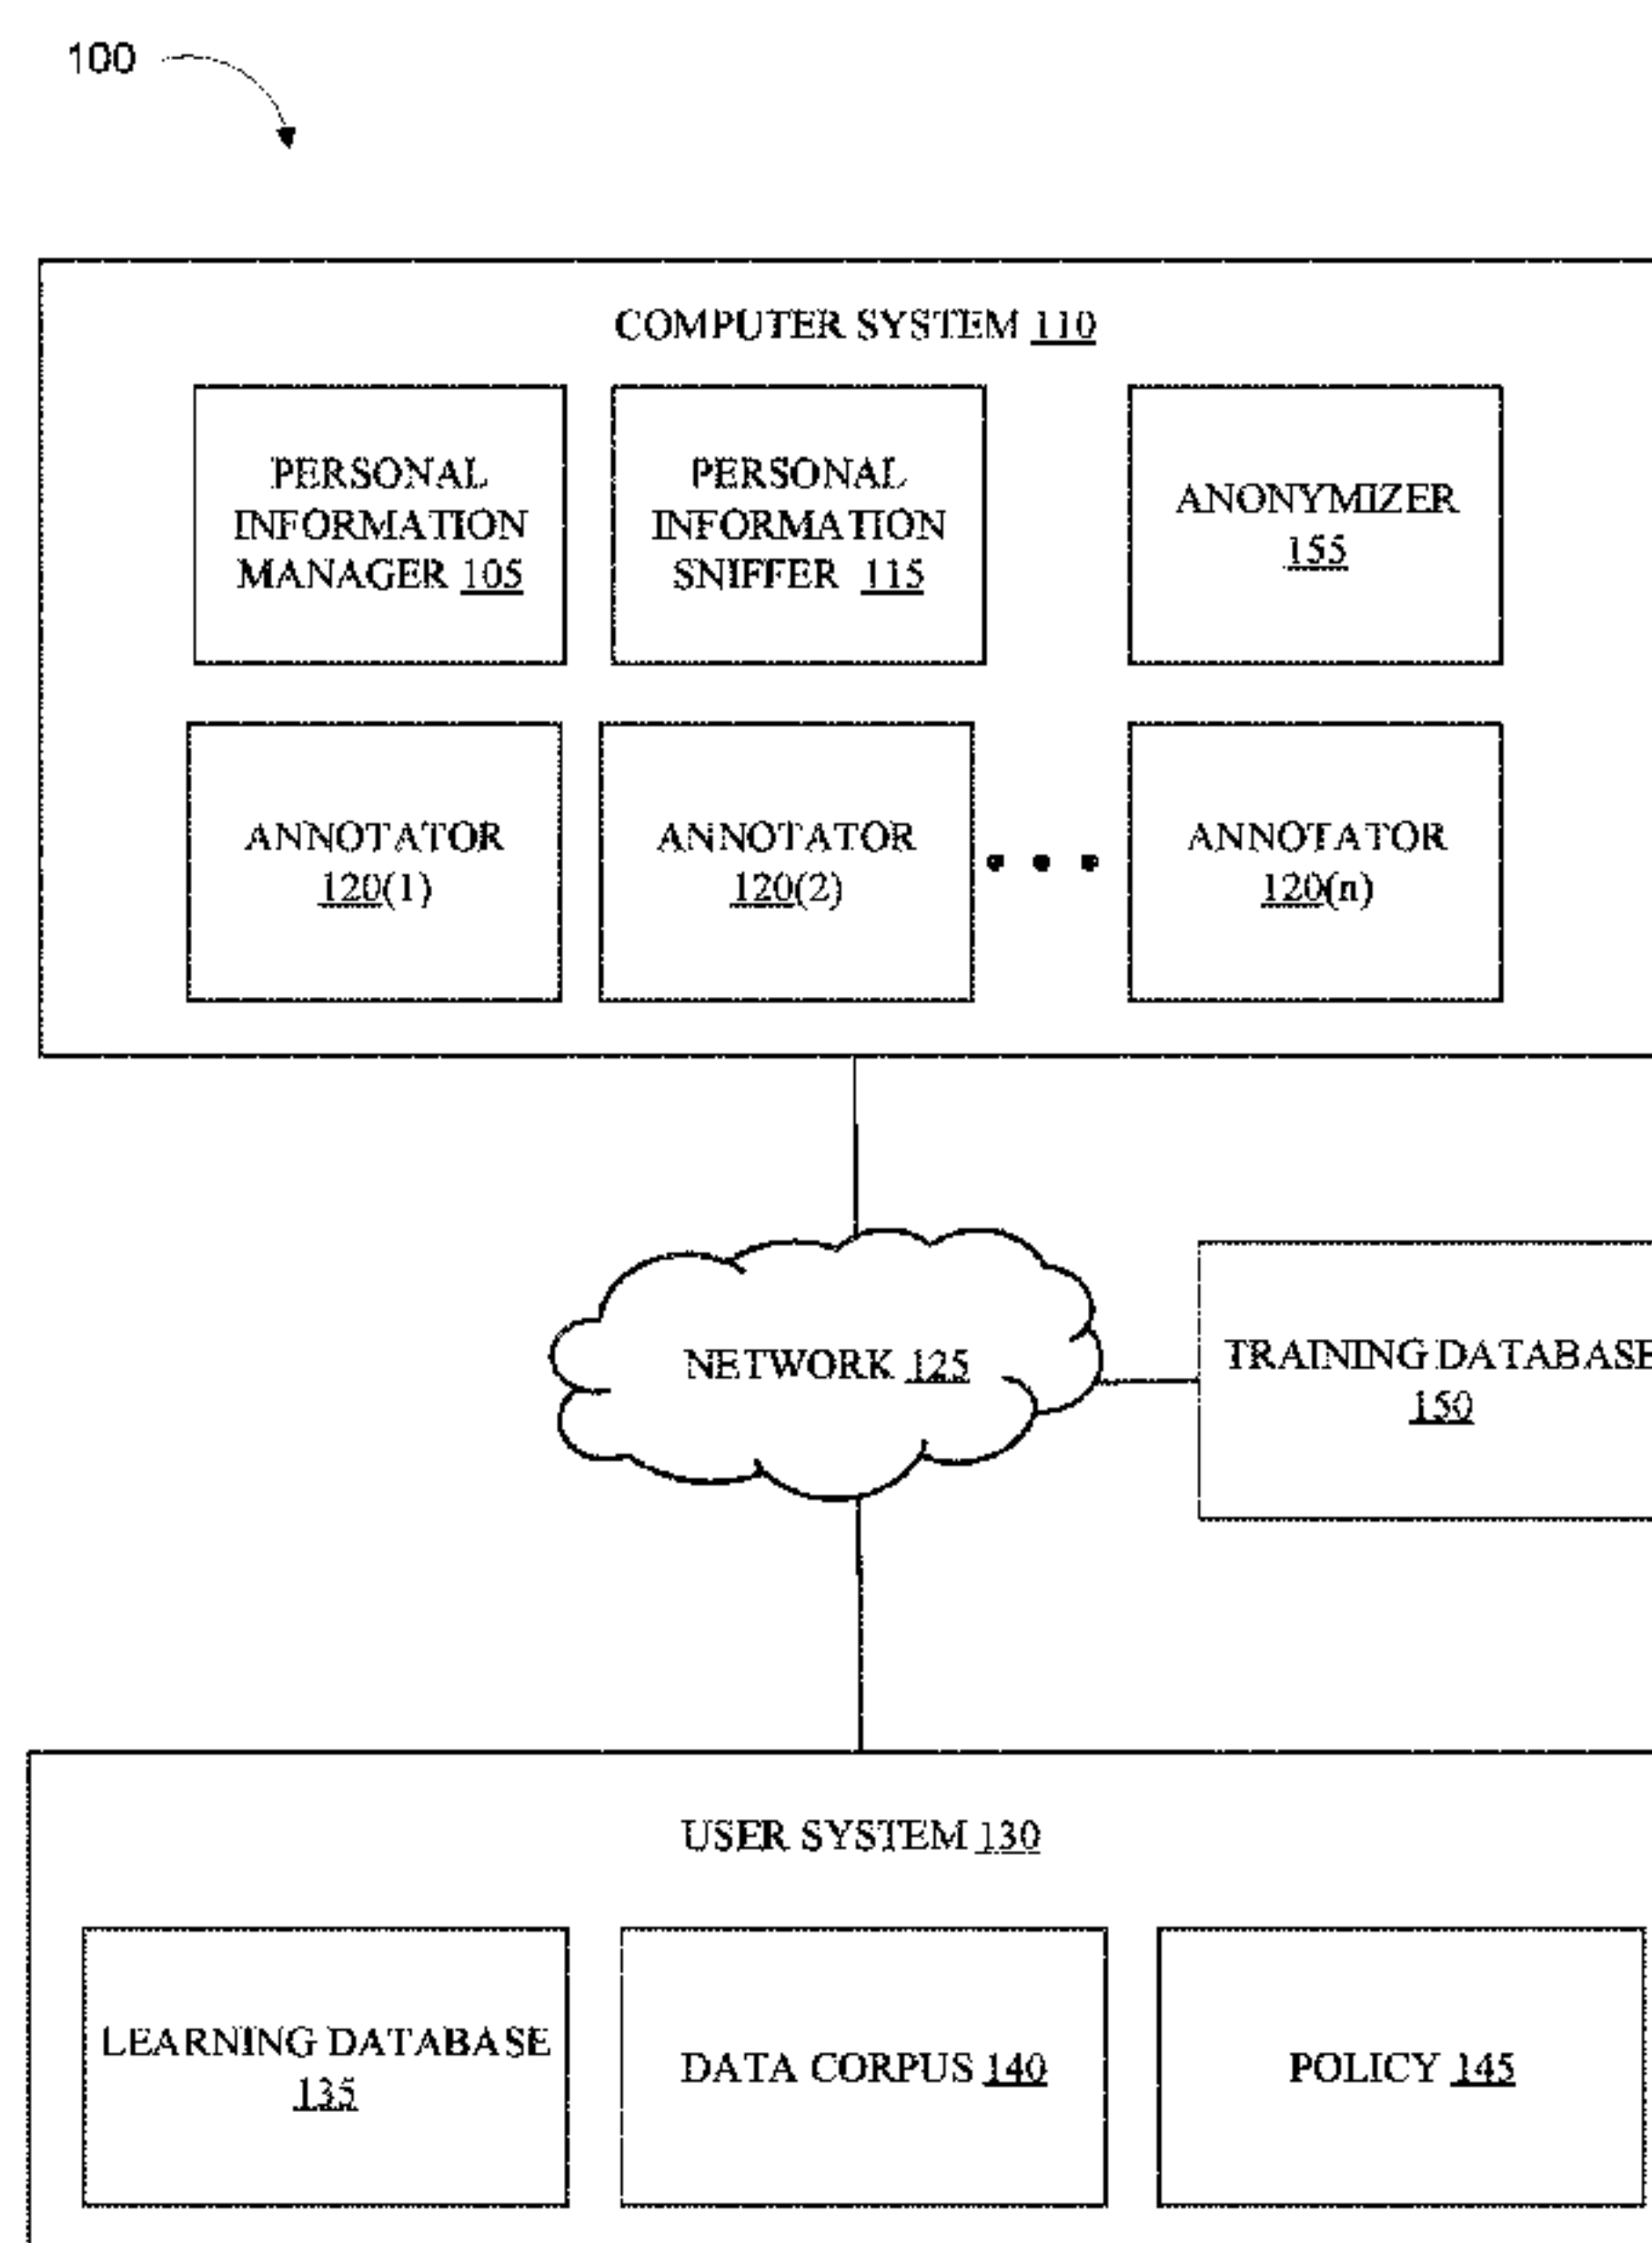 100
COMPUTER SYSTEM 110
PERSONAL
INFORMATION
MANAGER 105
PERSONAL
INFORMATION
SNIFFER 115
ANONYMIZER
155
ANNOTATOR
120(1)
ANNOTATOR
120(2)
ANNOTATOR
120(n)
NETWORK 125
TRAINING DATABASE
150
USER SYSTEM 130
LEARNING DATABASE
135
DATA CORPUS 140
POLICY 145